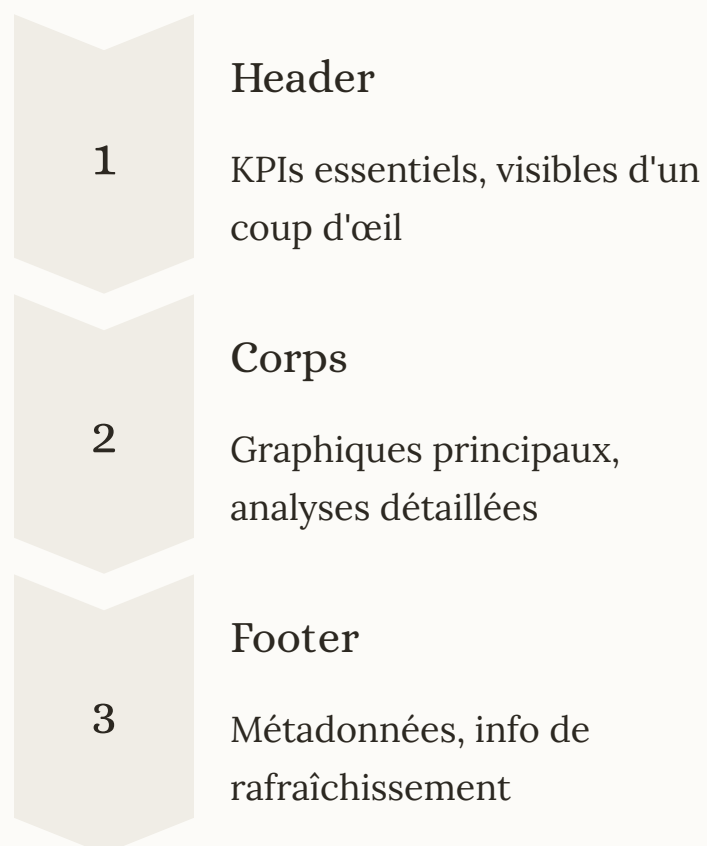 1
Header
KPIs essentiels, visibles d'un
coup d'œil
2
Corps
Graphiques principaux,
analyses détaillées
3
Footer
Métadonnées, info de
rafraîchissement